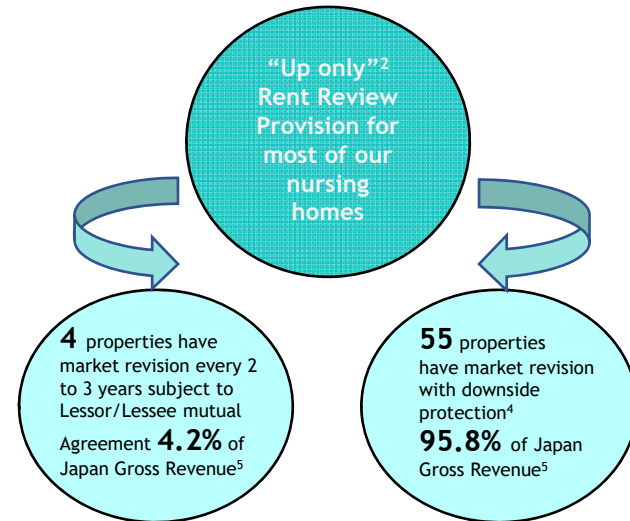 “Up only”²
Rent Review
Provision for
most of our
nursing
homes
4 properties have
market revision every 2
to 3 years subject to
Lessor/Lessee mutual
Agreement 4.2% of
Japan Gross Revenue⁵
55 properties
have market revision
with downside
protection⁴
95.8% of Japan
Gross Revenue⁵